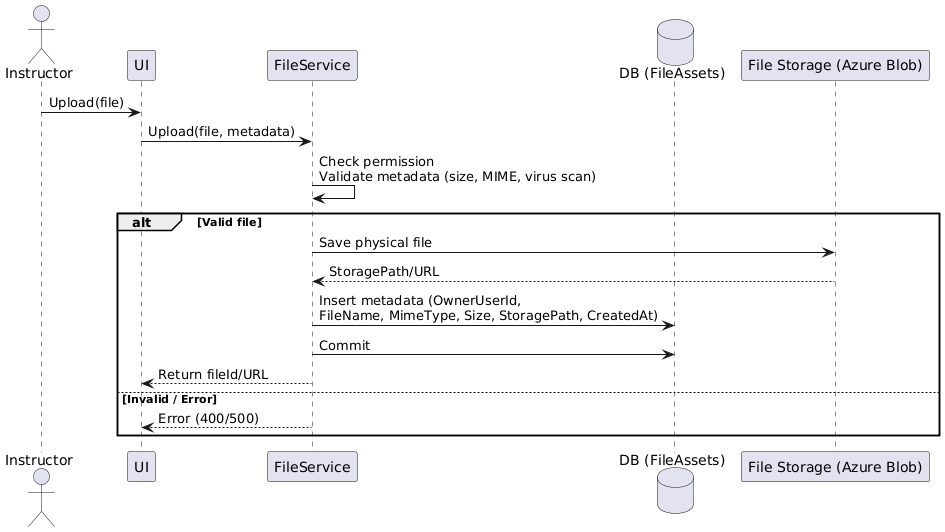 Instructor
UI
FileService
DB (FileAssets)
File Storage (Azure Blob)
Upload(file)
Upload(file, metadata)
Check permission
Validate metadata (size, MIME, virus scan)
alt
[Valid file]
Save physical file
StoragePath/URL
Insert metadata (OwnerUserId,
FileName, MimeType, Size, StoragePath, CreatedAt)
Commit
Return fileId/URL
[Invalid / Error]
Error (400/500)
Instructor
UI
FileService
DB (FileAssets)
File Storage (Azure Blob)